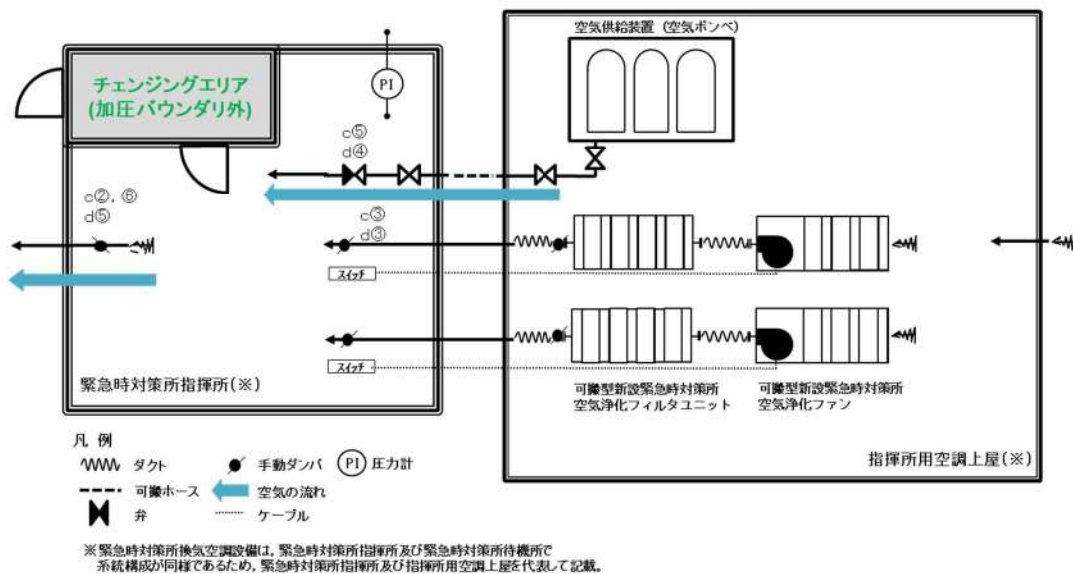 空気供給装置（空気ボンベ）
チェンジングエリア
(加圧バウンダリ外)
PI
c⑤
d④
c②, ⑥
d⑤
c③
d③
スイッチ
スイッチ
緊急時対策所指揮所(※)
可搬型新設緊急時対策所
空気浄化フィルタユニット
可搬型新設緊急時対策所
空気浄化ファン
指揮所用空調上屋(※)
凡 例
ダクト
手動ダンパ
PI
圧力計
可搬ホース
空気の流れ
弁
ケーブル
※緊急時対策所換気空調設備は，緊急時対策所指揮所及び緊急時対策所待機所で
系統構成が同様であるため，緊急時対策所指揮所及び指揮所用空調上屋を代表して記載。